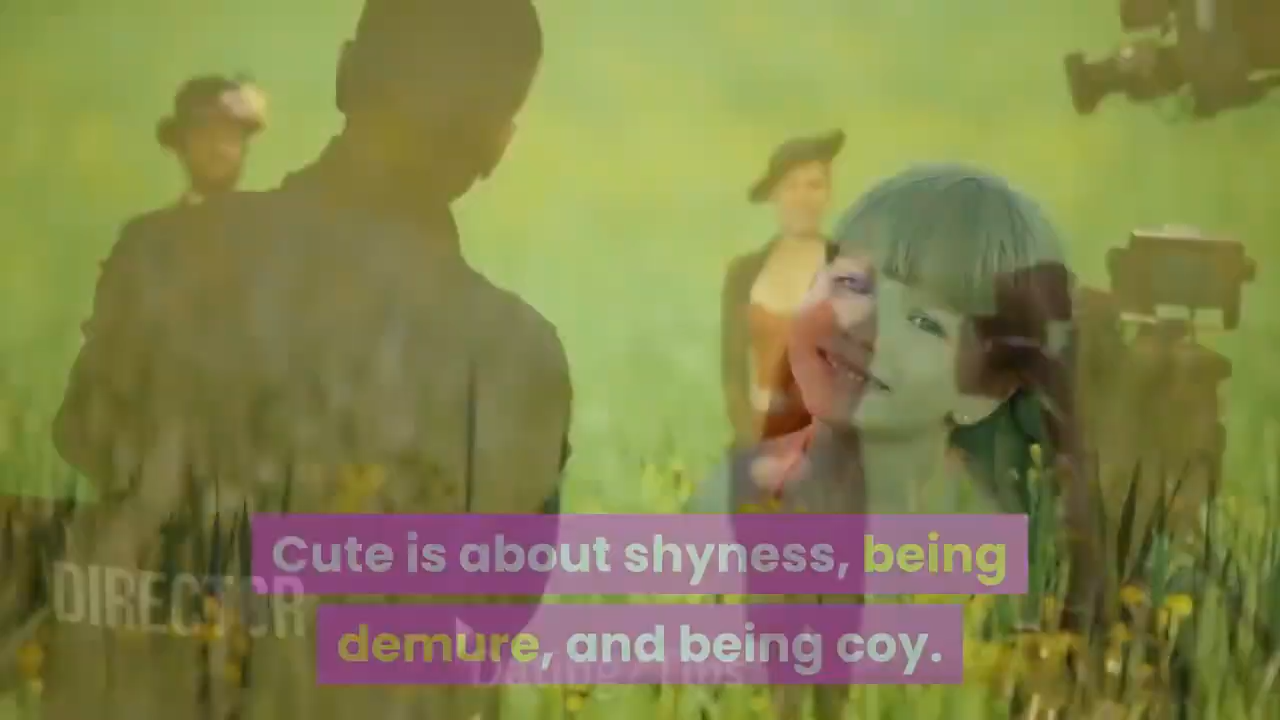 Cute is about shyness, being
DIRECTOR
demure, and being coy.